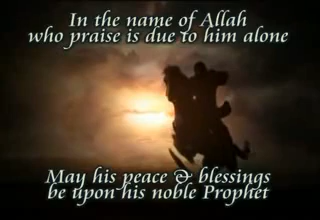 In the name of Allah
who praise is due to him alone
May his peace & blessings
be upon his noble Prophet